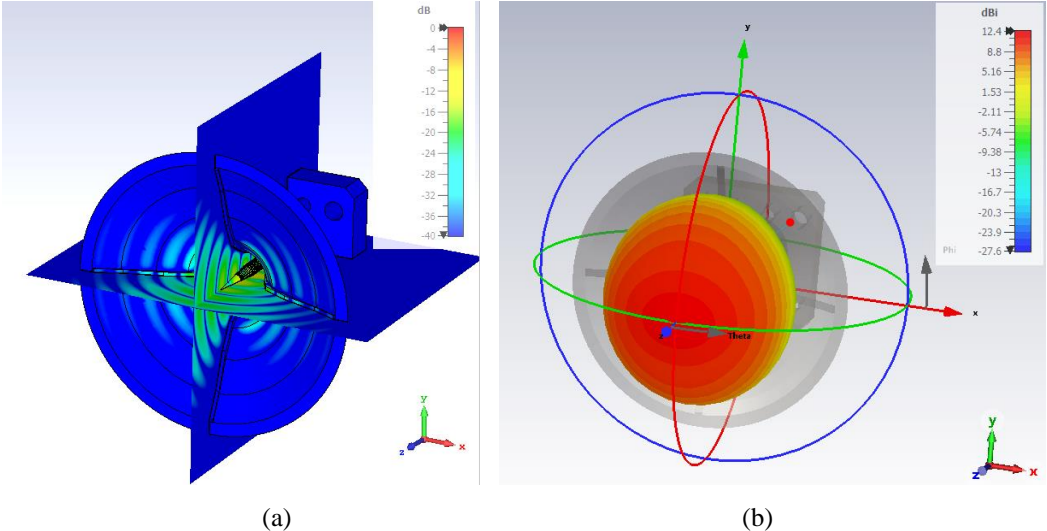 dB
0
-4
-8
-12
-16
-20
-24
-28
-32
-36
-40
y
x
z
(a)
dBi
12.4
8.8
5.16
1.53
-2.11
-5.74
-9.38
-13
-16.7
-20.3
-23.9
-27.6
Phi
y
x
Theta
y
x
z
(b)